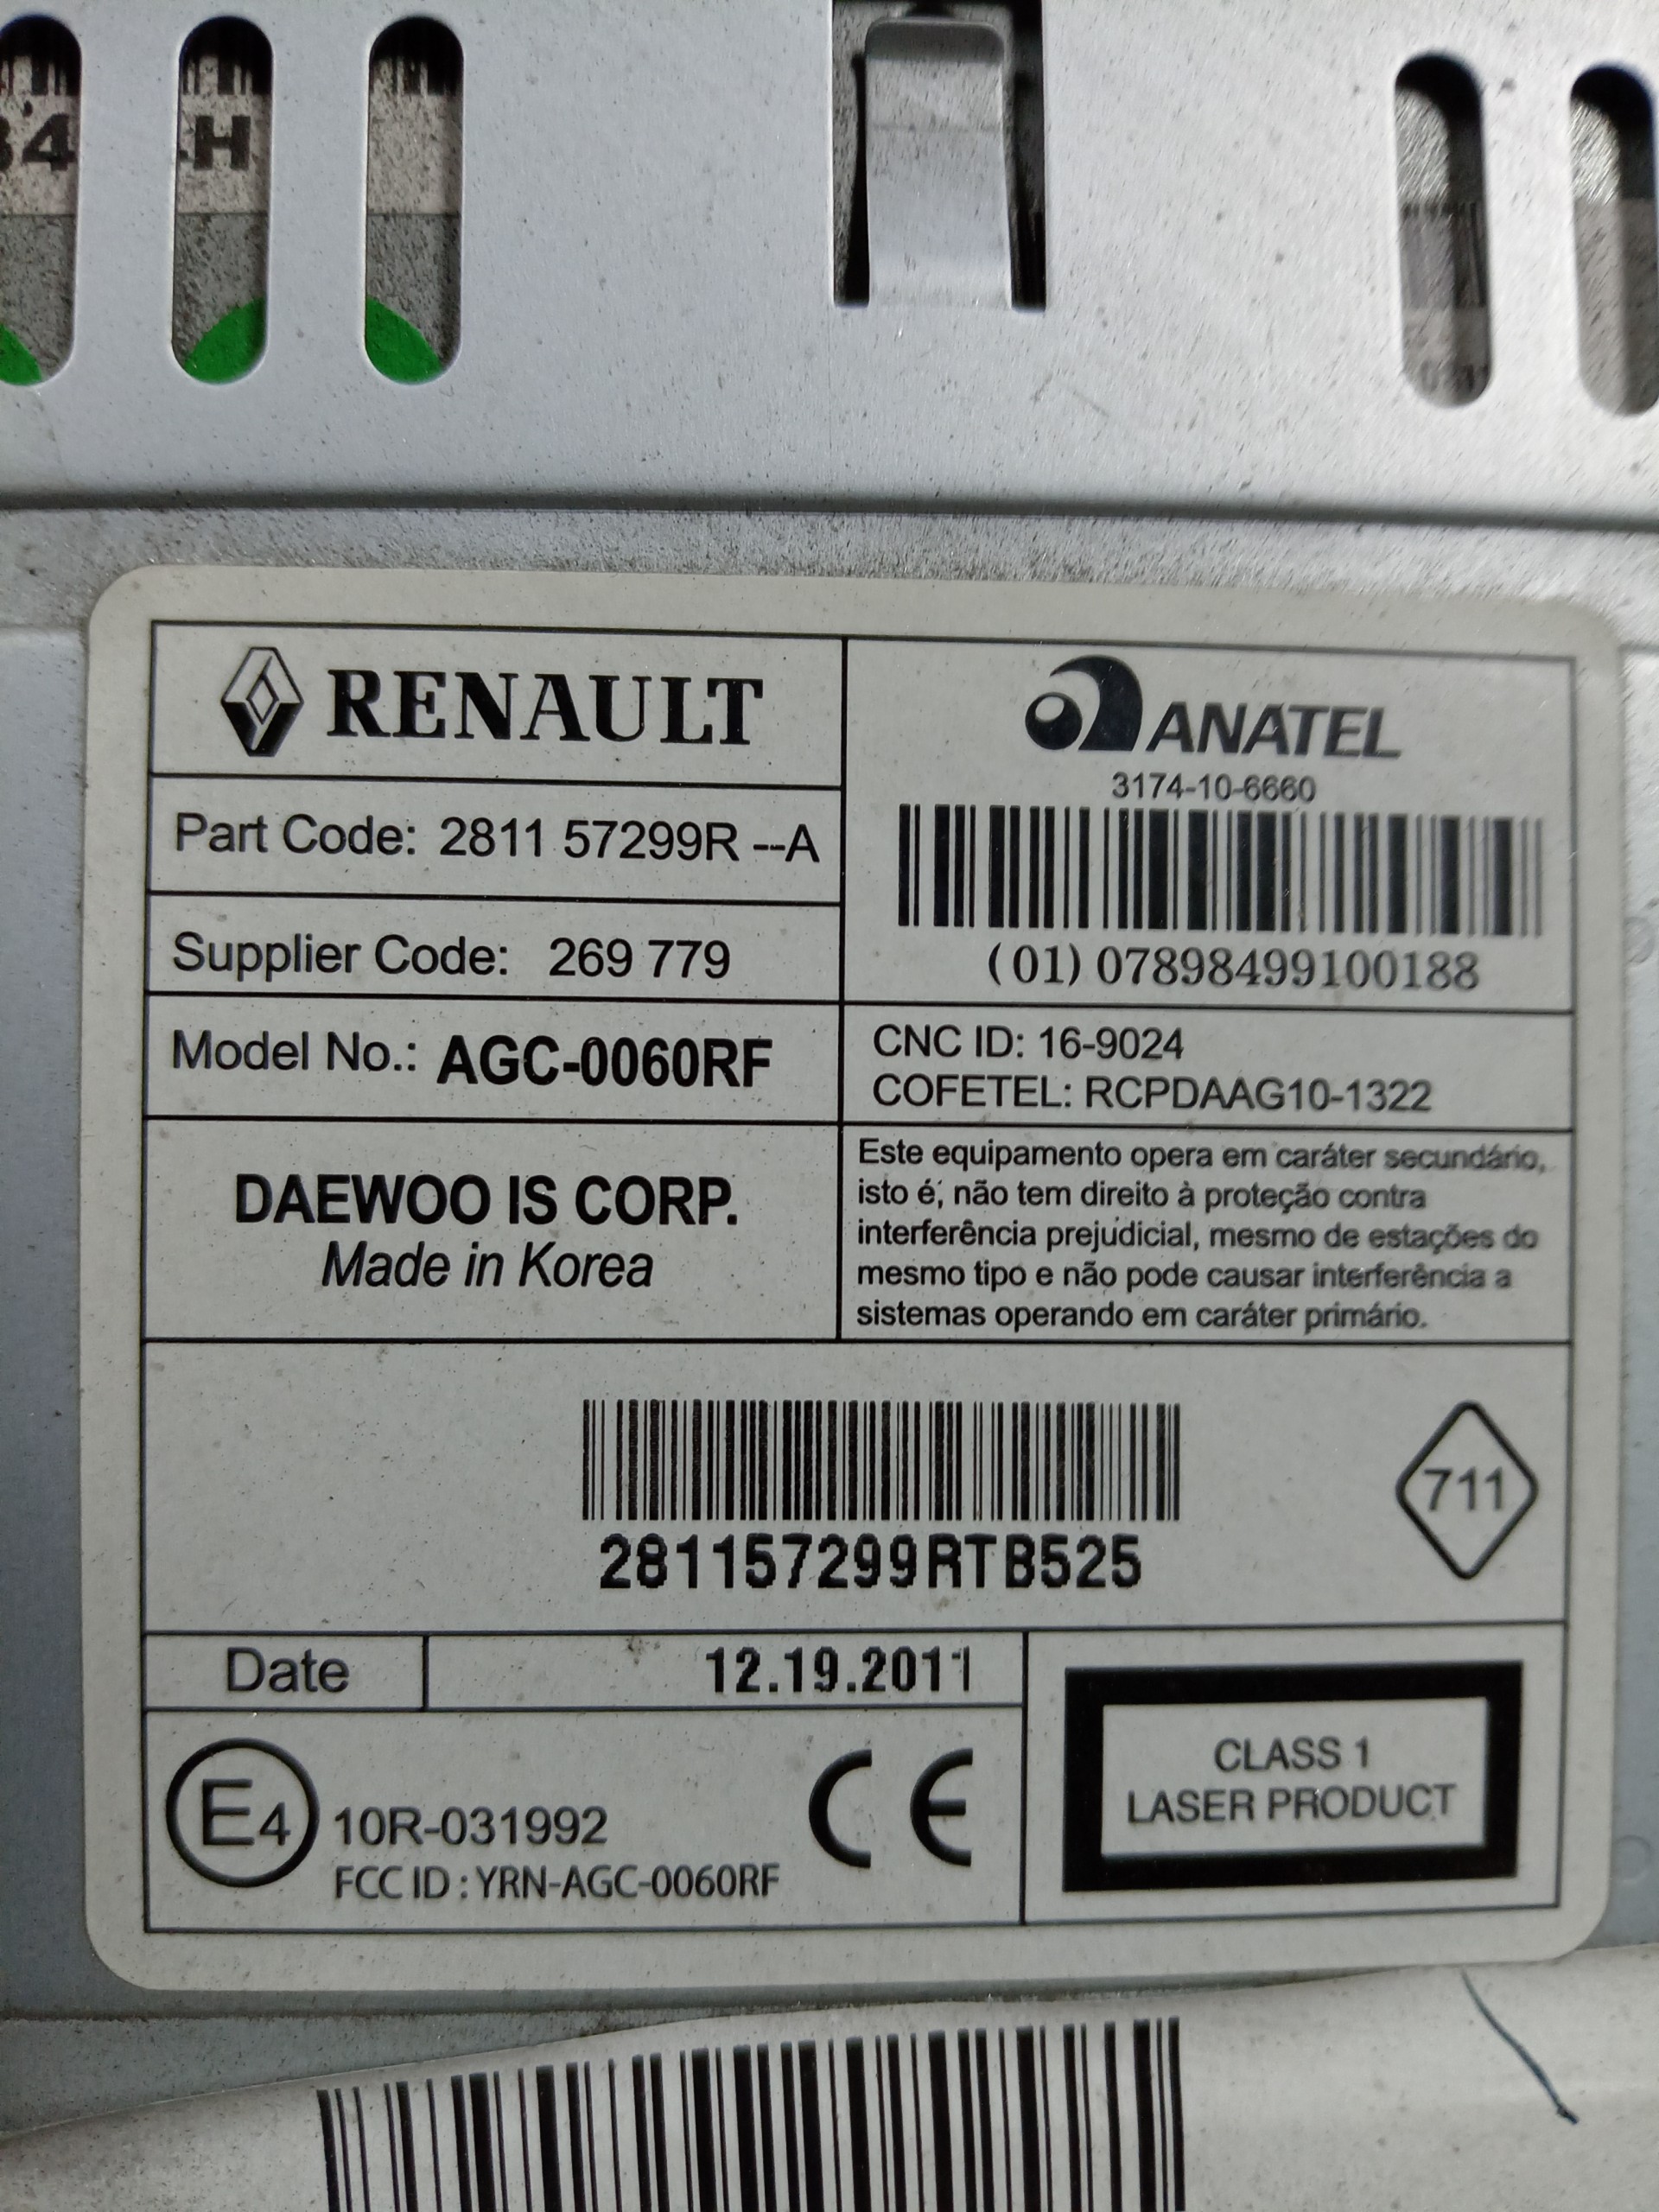 H
RENAULT
Part Code: 2811 57299R --A
Supplier Code: 269 779
Model No.: AGC-0060RF
DAEWOO IS CORP.
Made in Korea
ANATEL
3174-10-6660
(01) 07898499100188
CNC ID: 16-9024
COFETEL: RCPDAAG10-1322
Este equipamento opera em caráter secundário,
isto é, não tem direito à proteção contra
interferência prejudicial, mesmo de estações do
mesmo tipo e não pode causar interferência a
sistemas operando em caráter primário.
281157299RTB525
711
Date 12.19.2011
E4 10R-031992
FCC ID : YRN-AGC-0060RF
CE
CLASS 1
LASER PRODUCT